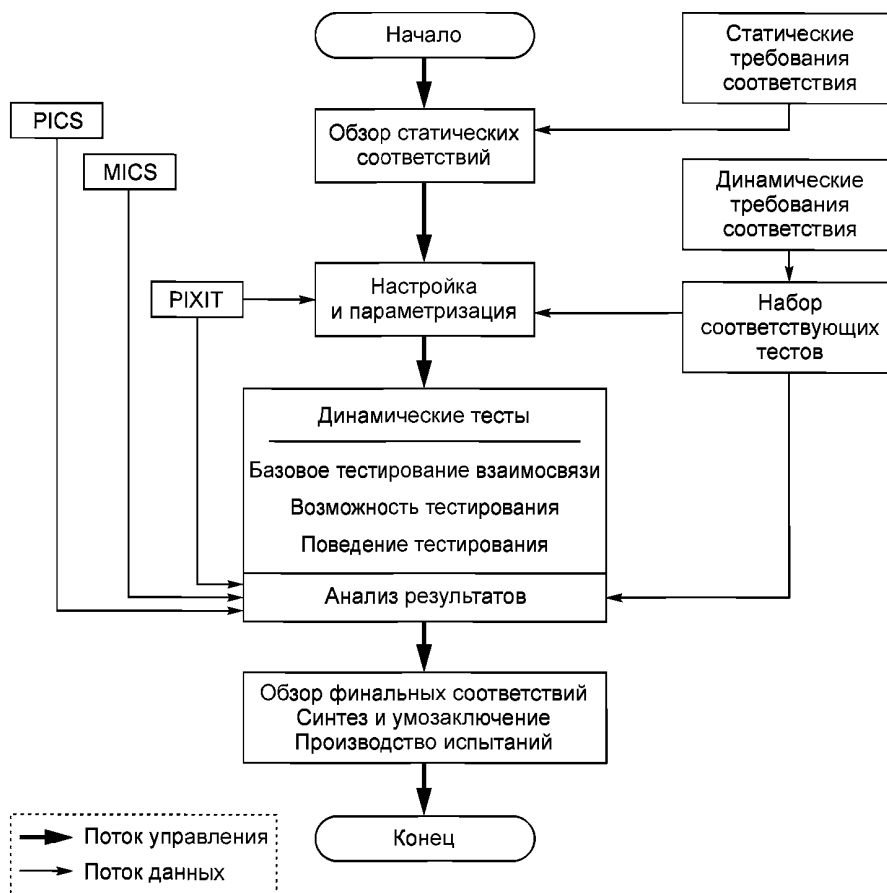 Начало
Статические
требования
соответствия
PICS
Обзор статических
соответствий
MICS
Динамические
требования
соответствия
PIXIT
Настройка
и параметризация
Набор
соответствующих
тестов
Динамические тесты
Базовое тестирование взаимосвязи
Возможность тестирования
Поведение тестирования
Анализ результатов
Обзор финальных соответствий
Синтез и умозаключение
Производство испытаний
Поток управления
Поток данных
Конец